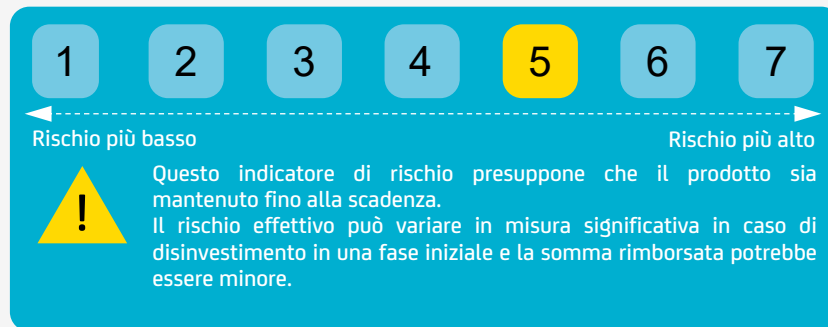 1 2 3 4 5 6 7
Rischio più basso Rischio più alto
!
Questo indicatore di rischio presuppone che il prodotto sia
mantenuto fino alla scadenza.
Il rischio effettivo può variare in misura significativa in caso di
disinvestimento in una fase iniziale e la somma rimborsata potrebbe
essere minore.